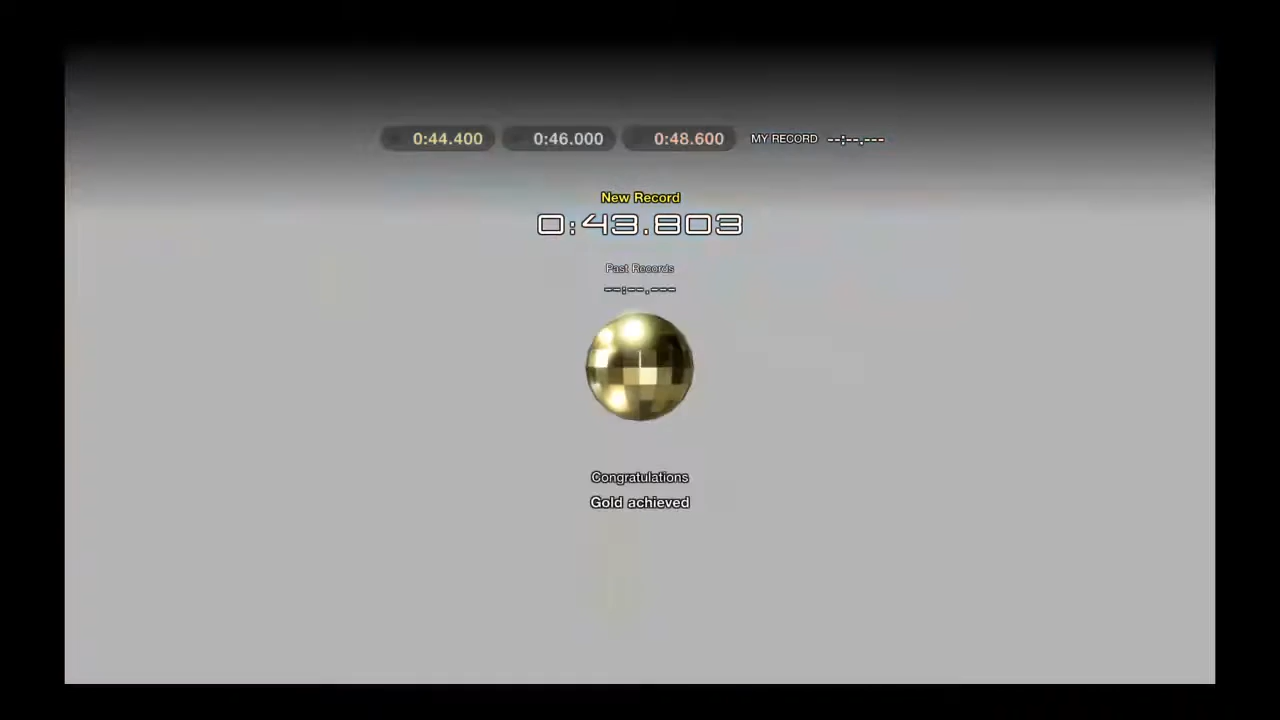 0:44.400 0:46.000 0:48.600 MY RECORD --:--.---
New Record
0:43.803
Past Records
--:--.---
Congratulations
Gold achieved